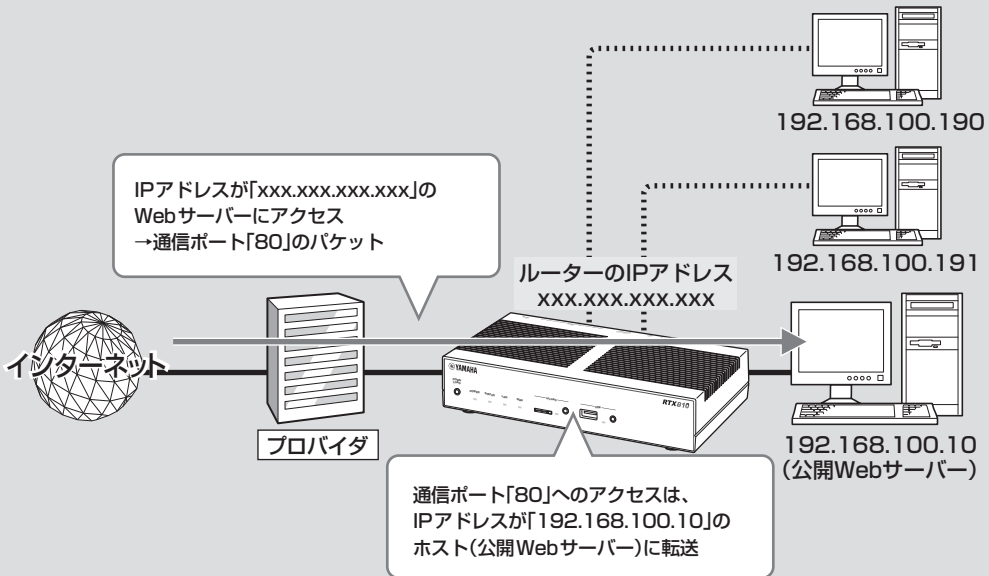 192.168.100.190
IPアドレスが「xxx.xxx.xxx.xxx」の
Webサーバーにアクセス
→通信ポート「80」のパケット
192.168.100.191
ルーターのIPアドレス
xxx.xxx.xxx.xxx
インターネット
YAMAHA
RTX810
プロバイダ
192.168.100.10
(公開Webサーバー)
通信ポート「80」へのアクセスは、
IPアドレスが「192.168.100.10」の
ホスト(公開Webサーバー)に転送